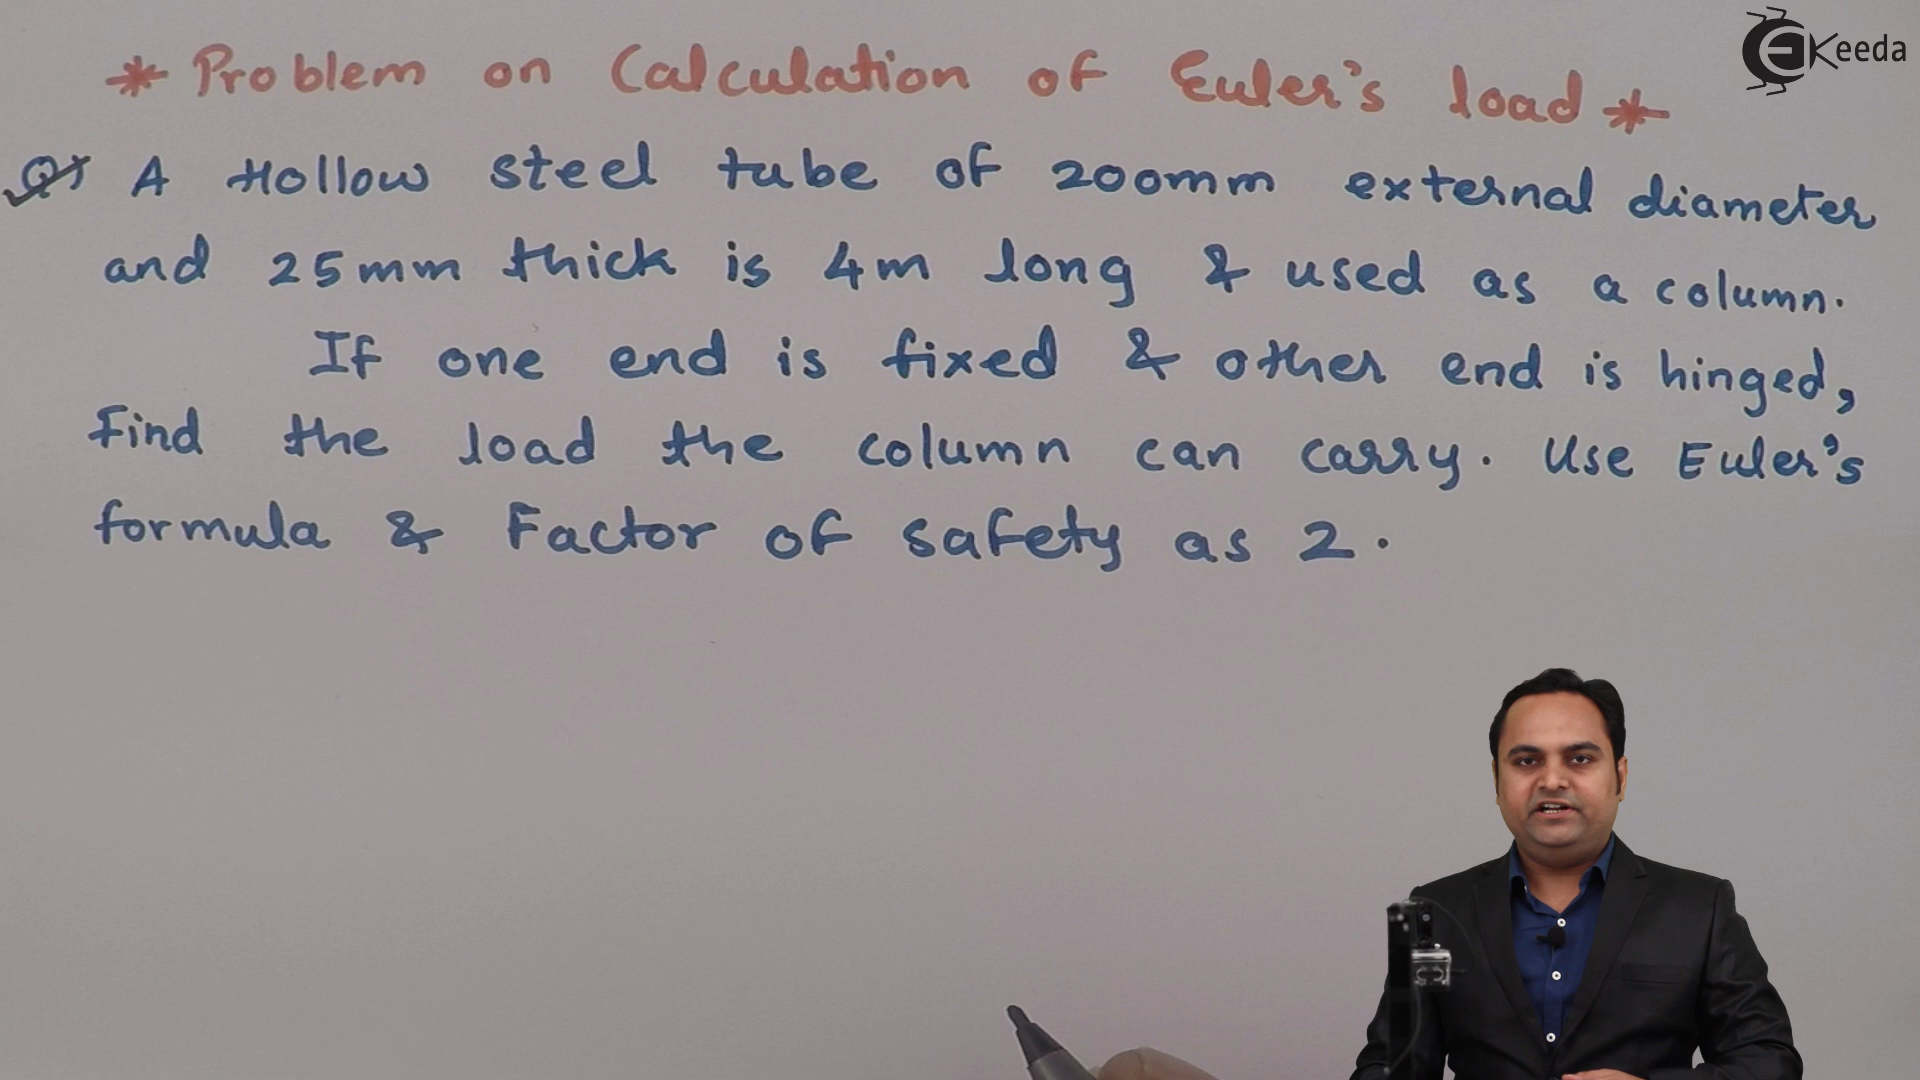 EKeeda
* Problem on Calculation of Euler's load *
Q1 A Hollow steel tube of 200mm external diameter
and 25mm thick is 4m long & used as a column.
If one end is fixed & other end is hinged,
Find the load the column can carry. Use Euler's
formula & Factor of safety as 2.